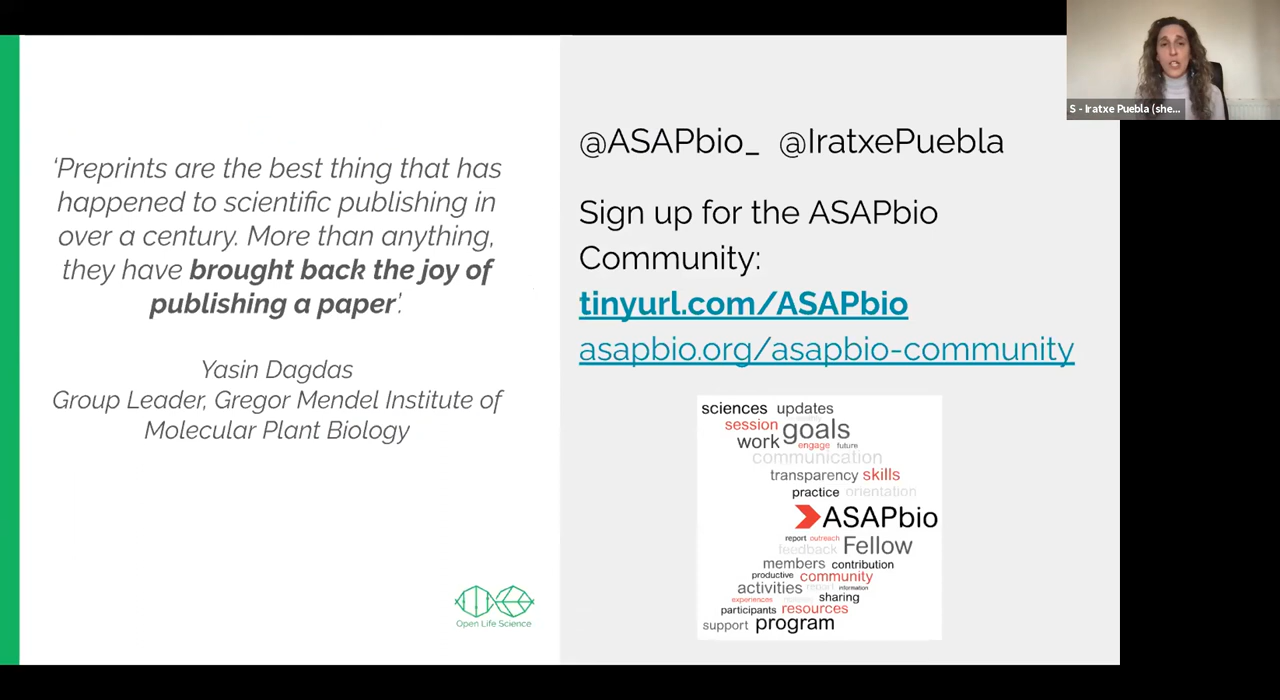 'Preprints are the best thing that has
happened to scientific publishing in
over a century. More than anything,
they have brought back the joy of
publishing a paper'.
Yasin Dagdas
Group Leader, Gregor Mendel Institute of
Molecular Plant Biology
Open Life Science
@ASAPbio_ @IratxePuebla
Sign up for the ASAPbio
Community:
tinyurl.com/ASAPbio
asapbio.org/asapbio-community
sciences updates
session goals
work engage future
communication
transparency skills
practice orientation
ASAPbio
report outreach
feedback Fellow
members contribution
productive community
activities report information
experiences sharing
participants resources
support program
S - Iratxe Puebla (she...